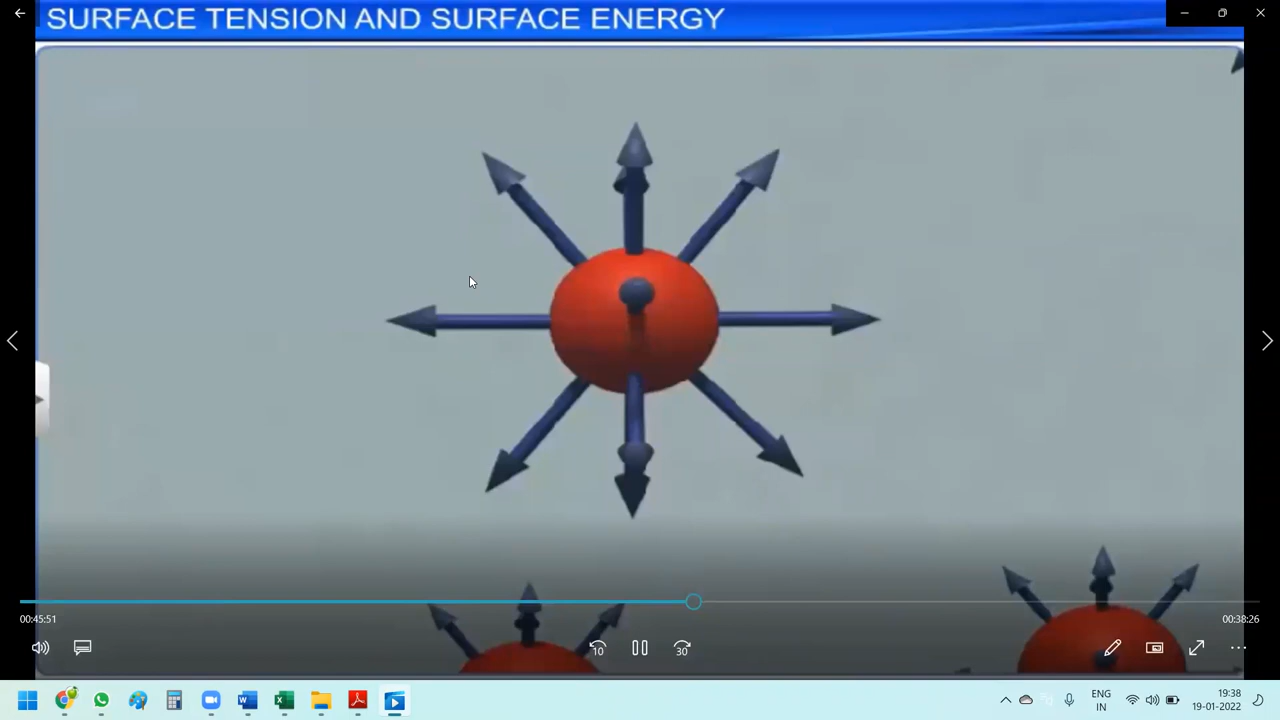 SURFACE TENSION AND SURFACE ENERGY
00:45:51
00:38:26
10
30
ENG
IN
19:38
19-01-2022